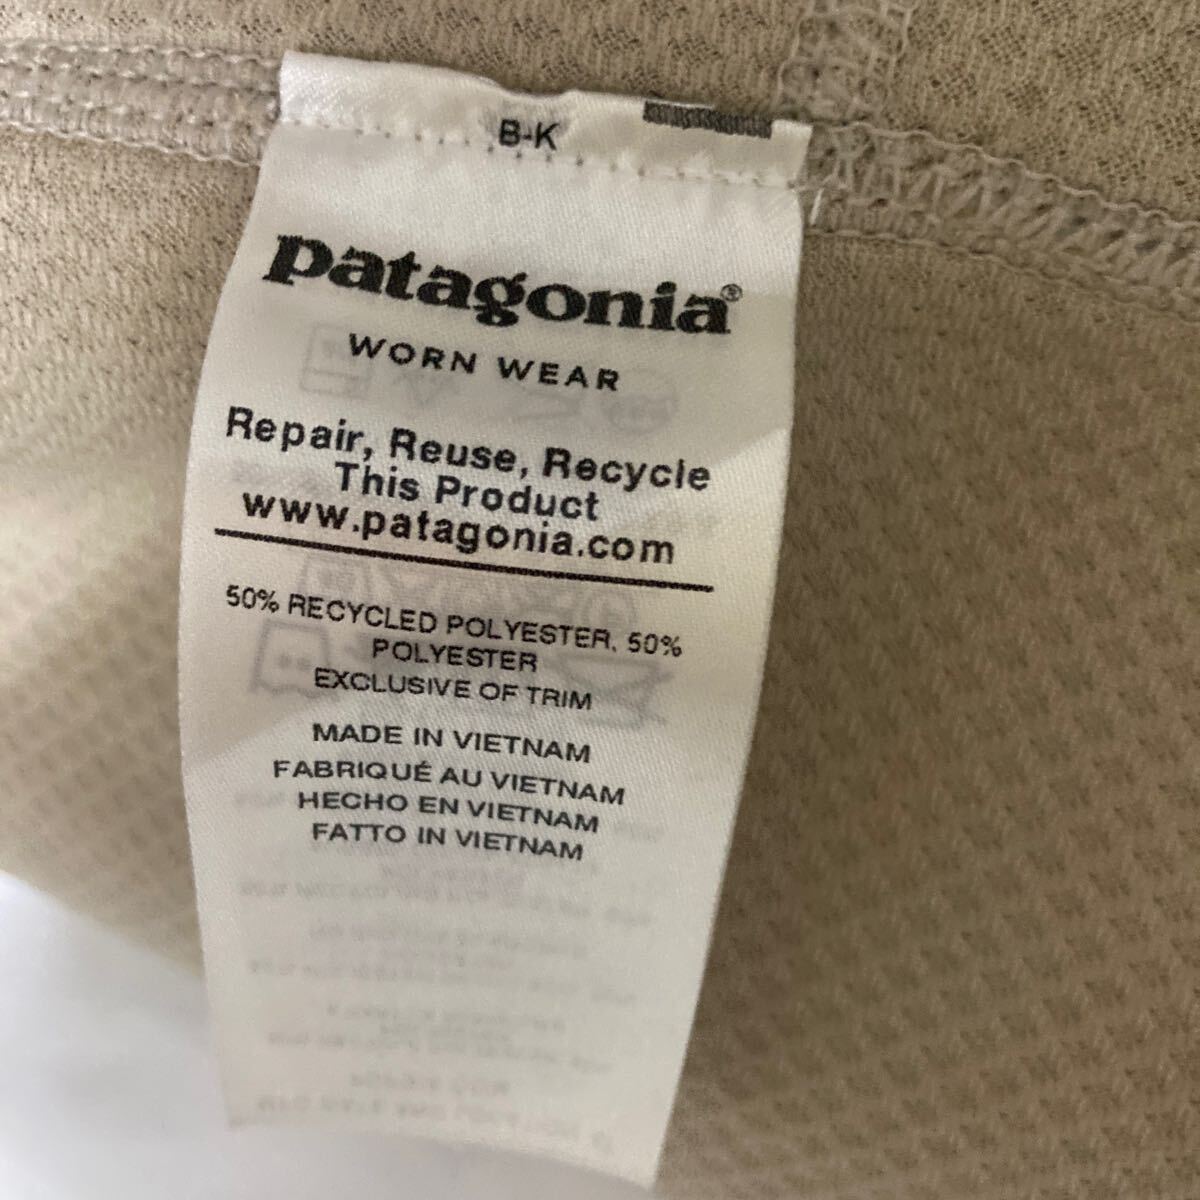 B-K
patagonia®
WORN WEAR
Repair, Reuse, Recycle
This Product
www.patagonia.com
50% RECYCLED POLYESTER, 50%
POLYESTER
EXCLUSIVE OF TRIM
MADE IN VIETNAM
FABRIQUÉ AU VIETNAM
HECHO EN VIETNAM
FATTO IN VIETNAM